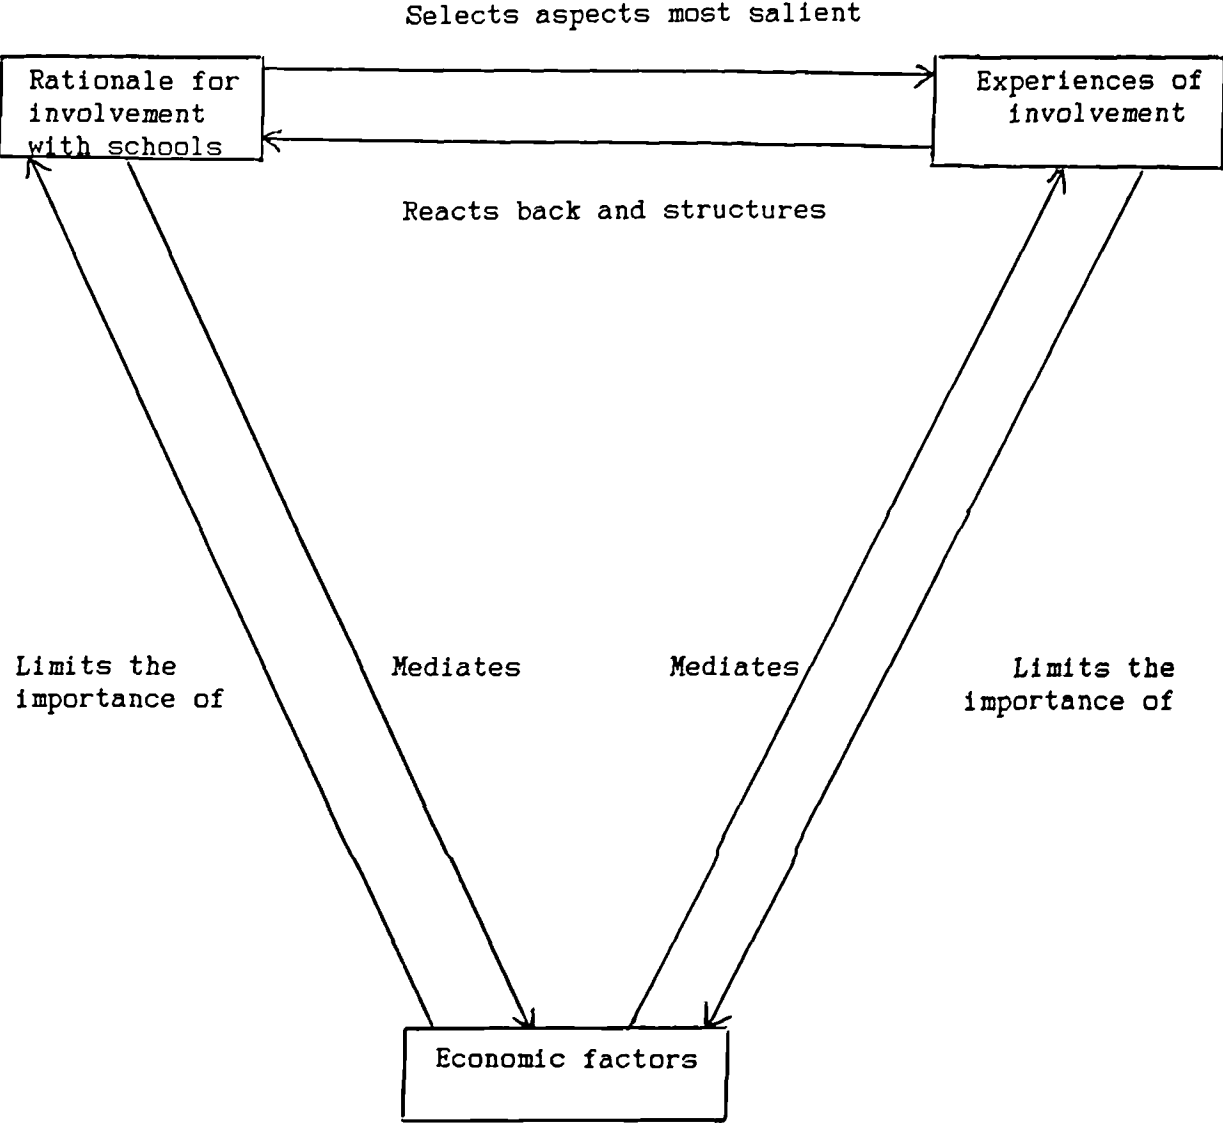 Selects aspects most salient
Rationale for
involvement
with schools
Experiences of
involvement
Reacts back and structures
Limits the
importance of
Mediates
Mediates
Limits the
importance of
Economic factors